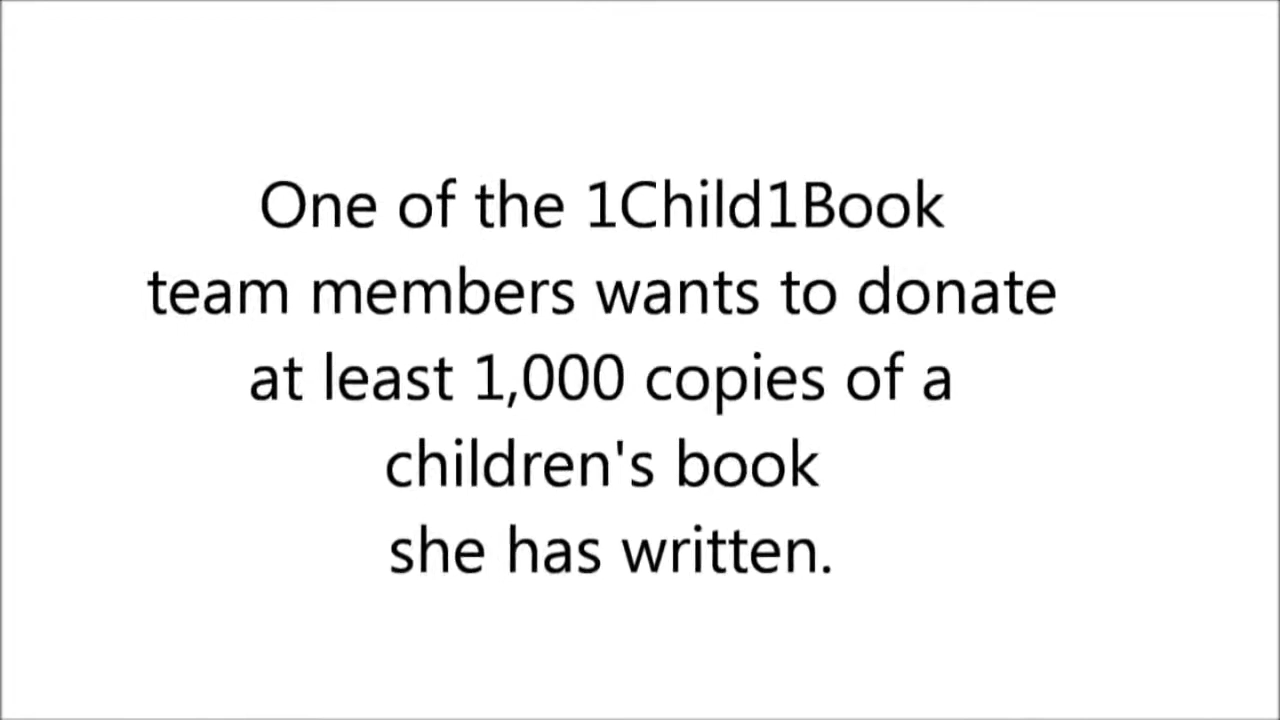 One of the 1Child1Book
team members wants to donate
at least 1,000 copies of a
children's book
she has written.